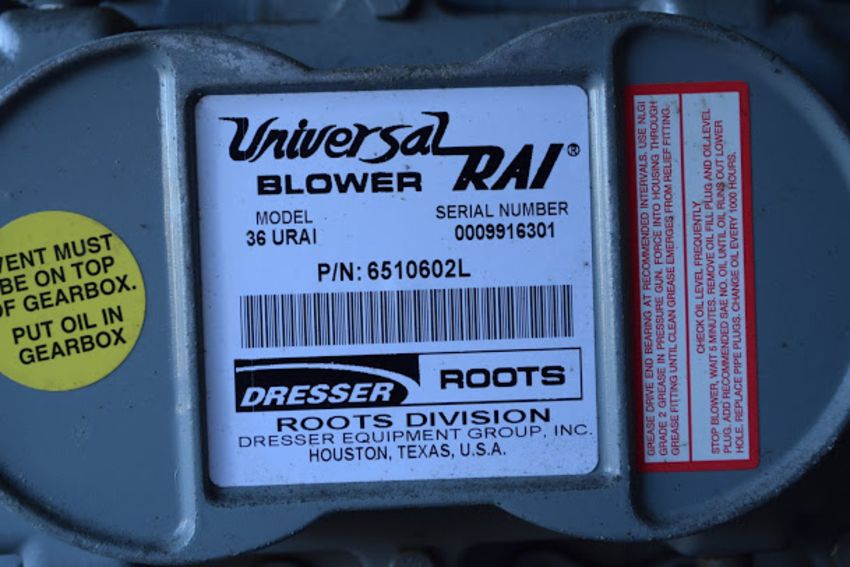 VENT MUST
BE ON TOP
OF GEARBOX.
PUT OIL IN
GEARBOX
Universal RAI®
BLOWER
MODEL
36 URAI
SERIAL NUMBER
0009916301
P/N: 6510602L
DRESSER
ROOTS
ROOTS DIVISION
DRESSER EQUIPMENT GROUP, INC.
HOUSTON, TEXAS, U.S.A.
GREASE DRIVE END BEARING AT RECOMMENDED INTERVALS. USE NLGI
GRADE 2 GREASE IN PRESSURE GUN. FORCE INTO HOUSING THROUGH
GREASE FITTING UNTIL CLEAN GREASE EMERGES FROM RELIEF FITTING.
CHECK OIL LEVEL FREQUENTLY
STOP BLOWER, WAIT 5 MINUTES. REMOVE OIL FILL PLUG AND OIL LEVEL
PLUG. ADD RECOMMENDED SAE NO. OIL UNTIL OIL RUNS OUT LOWER
HOLE. REPLACE PIPE PLUGS. CHANGE OIL EVERY 1000 HOURS.